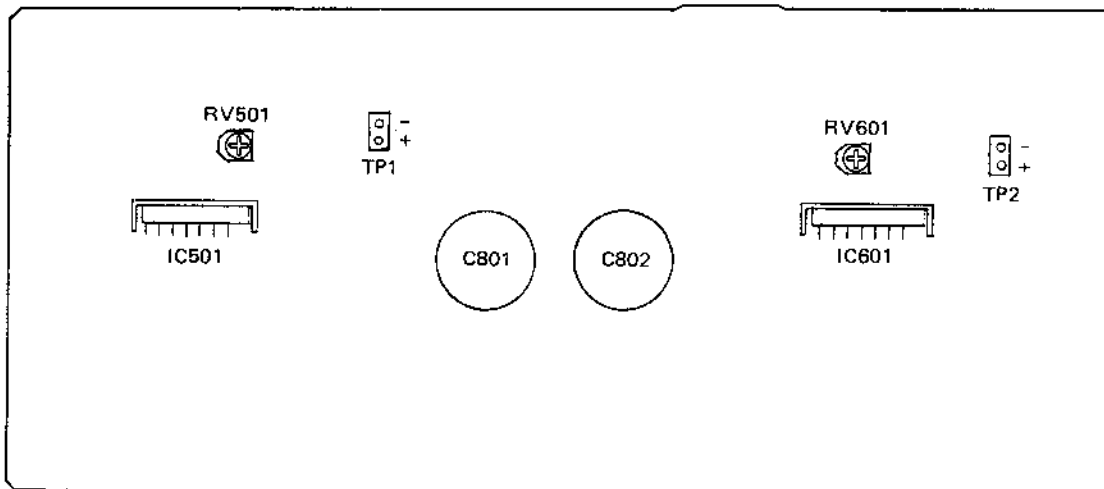 RV501
-
+
TP1
IC501
C801
C802
RV601
-
+
TP2
IC601